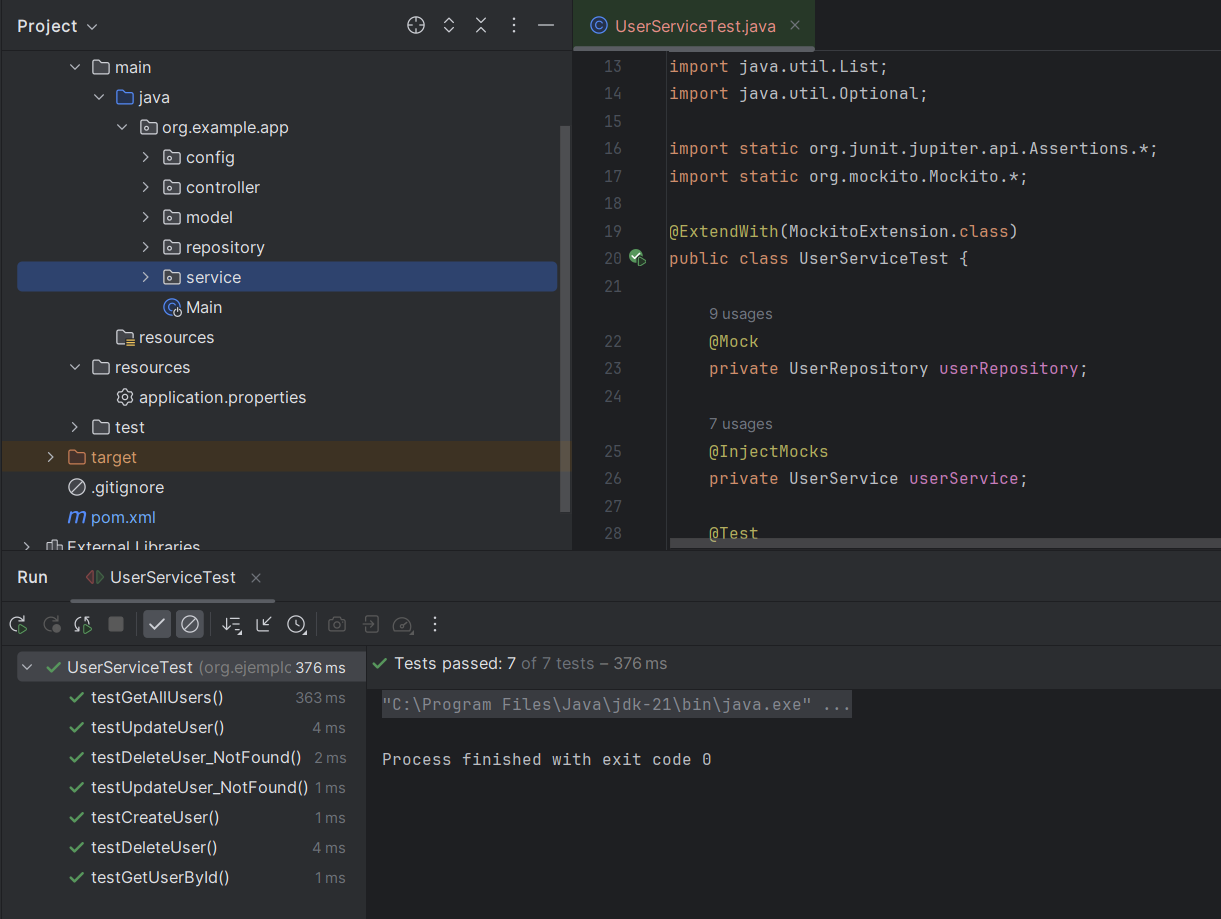 Project
main
java
org.example.app
config
controller
model
repository
service
Main
resources
resources
application.properties
test
target
.gitignore
pom.xml
External Libraries
UserServiceTest.java
13 import java.util.List;
14 import java.util.Optional;
15
16 import static org.junit.jupiter.api.Assertions.*;
17 import static org.mockito.Mockito.*;
18
19 @ExtendWith(MockitoExtension.class)
20 public class UserServiceTest {
21
9 usages
22 @Mock
23 private UserRepository userRepository;
24
7 usages
25 @InjectMocks
26 private UserService userService;
27
28 @Test
Run UserServiceTest
UserServiceTest (org.ejemplo 376 ms
testGetAllUsers() 363 ms
testUpdateUser() 4 ms
testDeleteUser_NotFound() 2 ms
testUpdateUser_NotFound() 1 ms
testCreateUser() 1 ms
testDeleteUser() 4 ms
testGetUserById() 1 ms
Tests passed: 7 of 7 tests – 376 ms
"C:\Program Files\Java\jdk-21\bin\java.exe" ...
Process finished with exit code 0